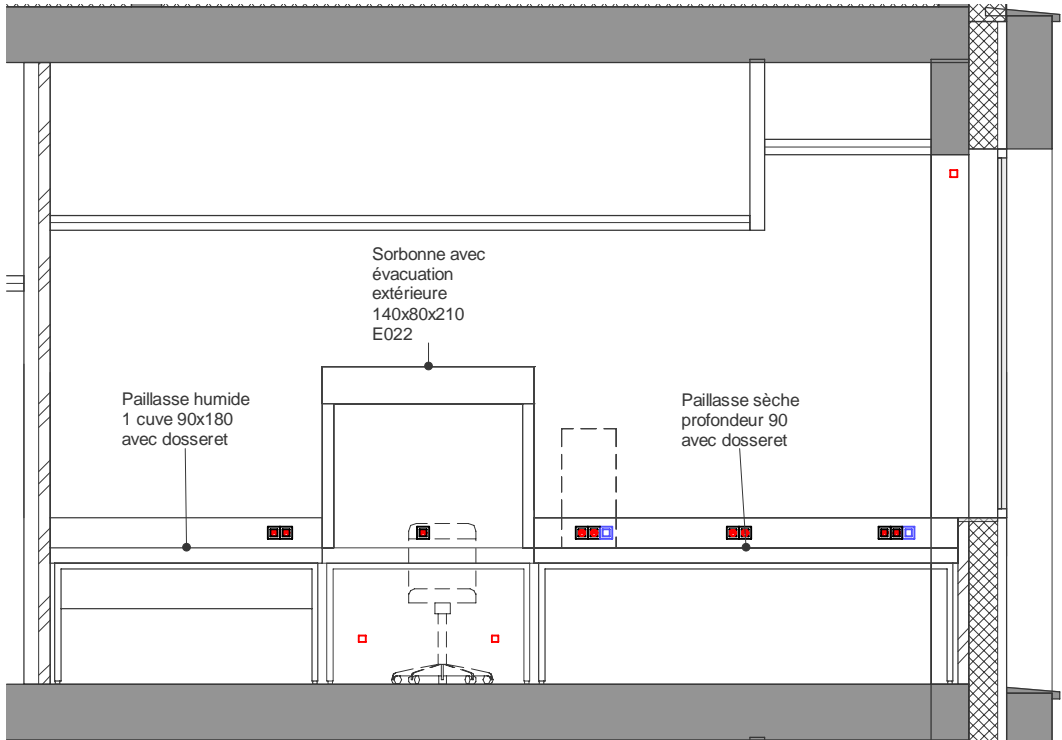 Sorbonne avec
évacuation
extérieure
140x80x210
E022
Paillasse humide
1 cuve 90x180
avec dosseret
Paillasse sèche
profondeur 90
avec dosseret